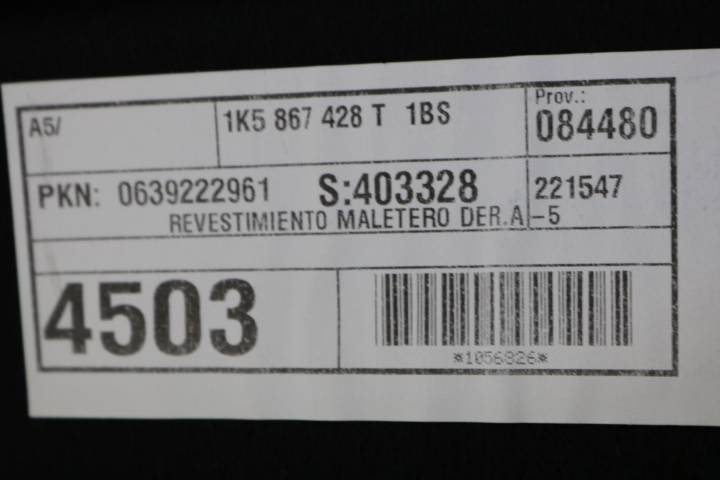 A5/
1K5 867 428 T 1BS
Prov.:
084480
PKN: 0639222961 S:403328
221547
REVESTIMIENTO MALETERO DER.A -5
4503
*1056826*